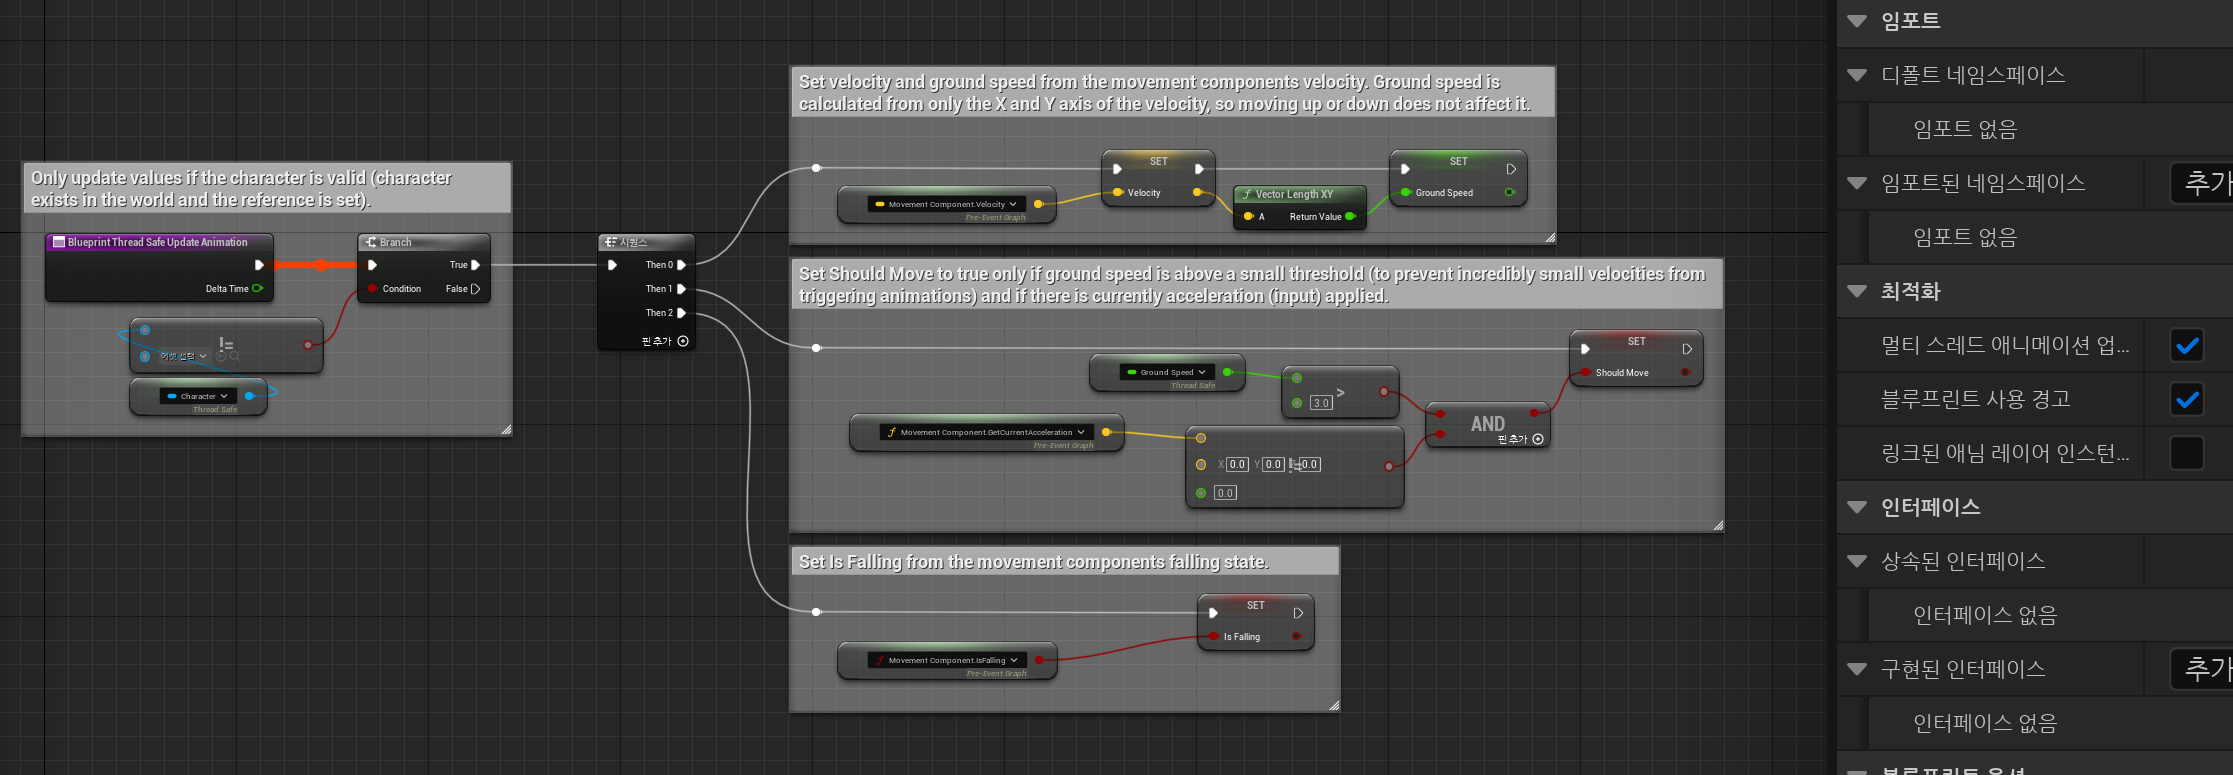 Only update values if the character is valid (character
exists in the world and the reference is set).
Blueprint Thread Safe Update Animation
Delta Time
Branch
Condition
True
False
!=
에셋 선택
Character
Thread Safe
시퀀스
Then 0
Then 1
Then 2
핀 추가
Set velocity and ground speed from the movement components velocity. Ground speed is
calculated from only the X and Y axis of the velocity, so moving up or down does not affect it.
Movement Component.Velocity
Pre-Event Graph
SET
Velocity
Vector Length XY
A
Return Value
SET
Ground Speed
Set Should Move to true only if ground speed is above a small threshold (to prevent incredibly small velocities from
triggering animations) and if there is currently acceleration (input) applied.
Ground Speed
Thread Safe
>
3.0
Movement Component.GetCurrentAcceleration
Pre-Event Graph
X 0.0 Y 0.0 != 0.0
0.0
AND
핀 추가
SET
Should Move
Set Is Falling from the movement components falling state.
Movement Component.IsFalling
Pre-Event Graph
SET
Is Falling
임포트
디폴트 네임스페이스
임포트 없음
임포트된 네임스페이스
추가
임포트 없음
최적화
멀티 스레드 애니메이션 업...
블루프린트 사용 경고
링크된 애님 레이어 인스턴...
인터페이스
상속된 인터페이스
인터페이스 없음
구현된 인터페이스
추가
인터페이스 없음